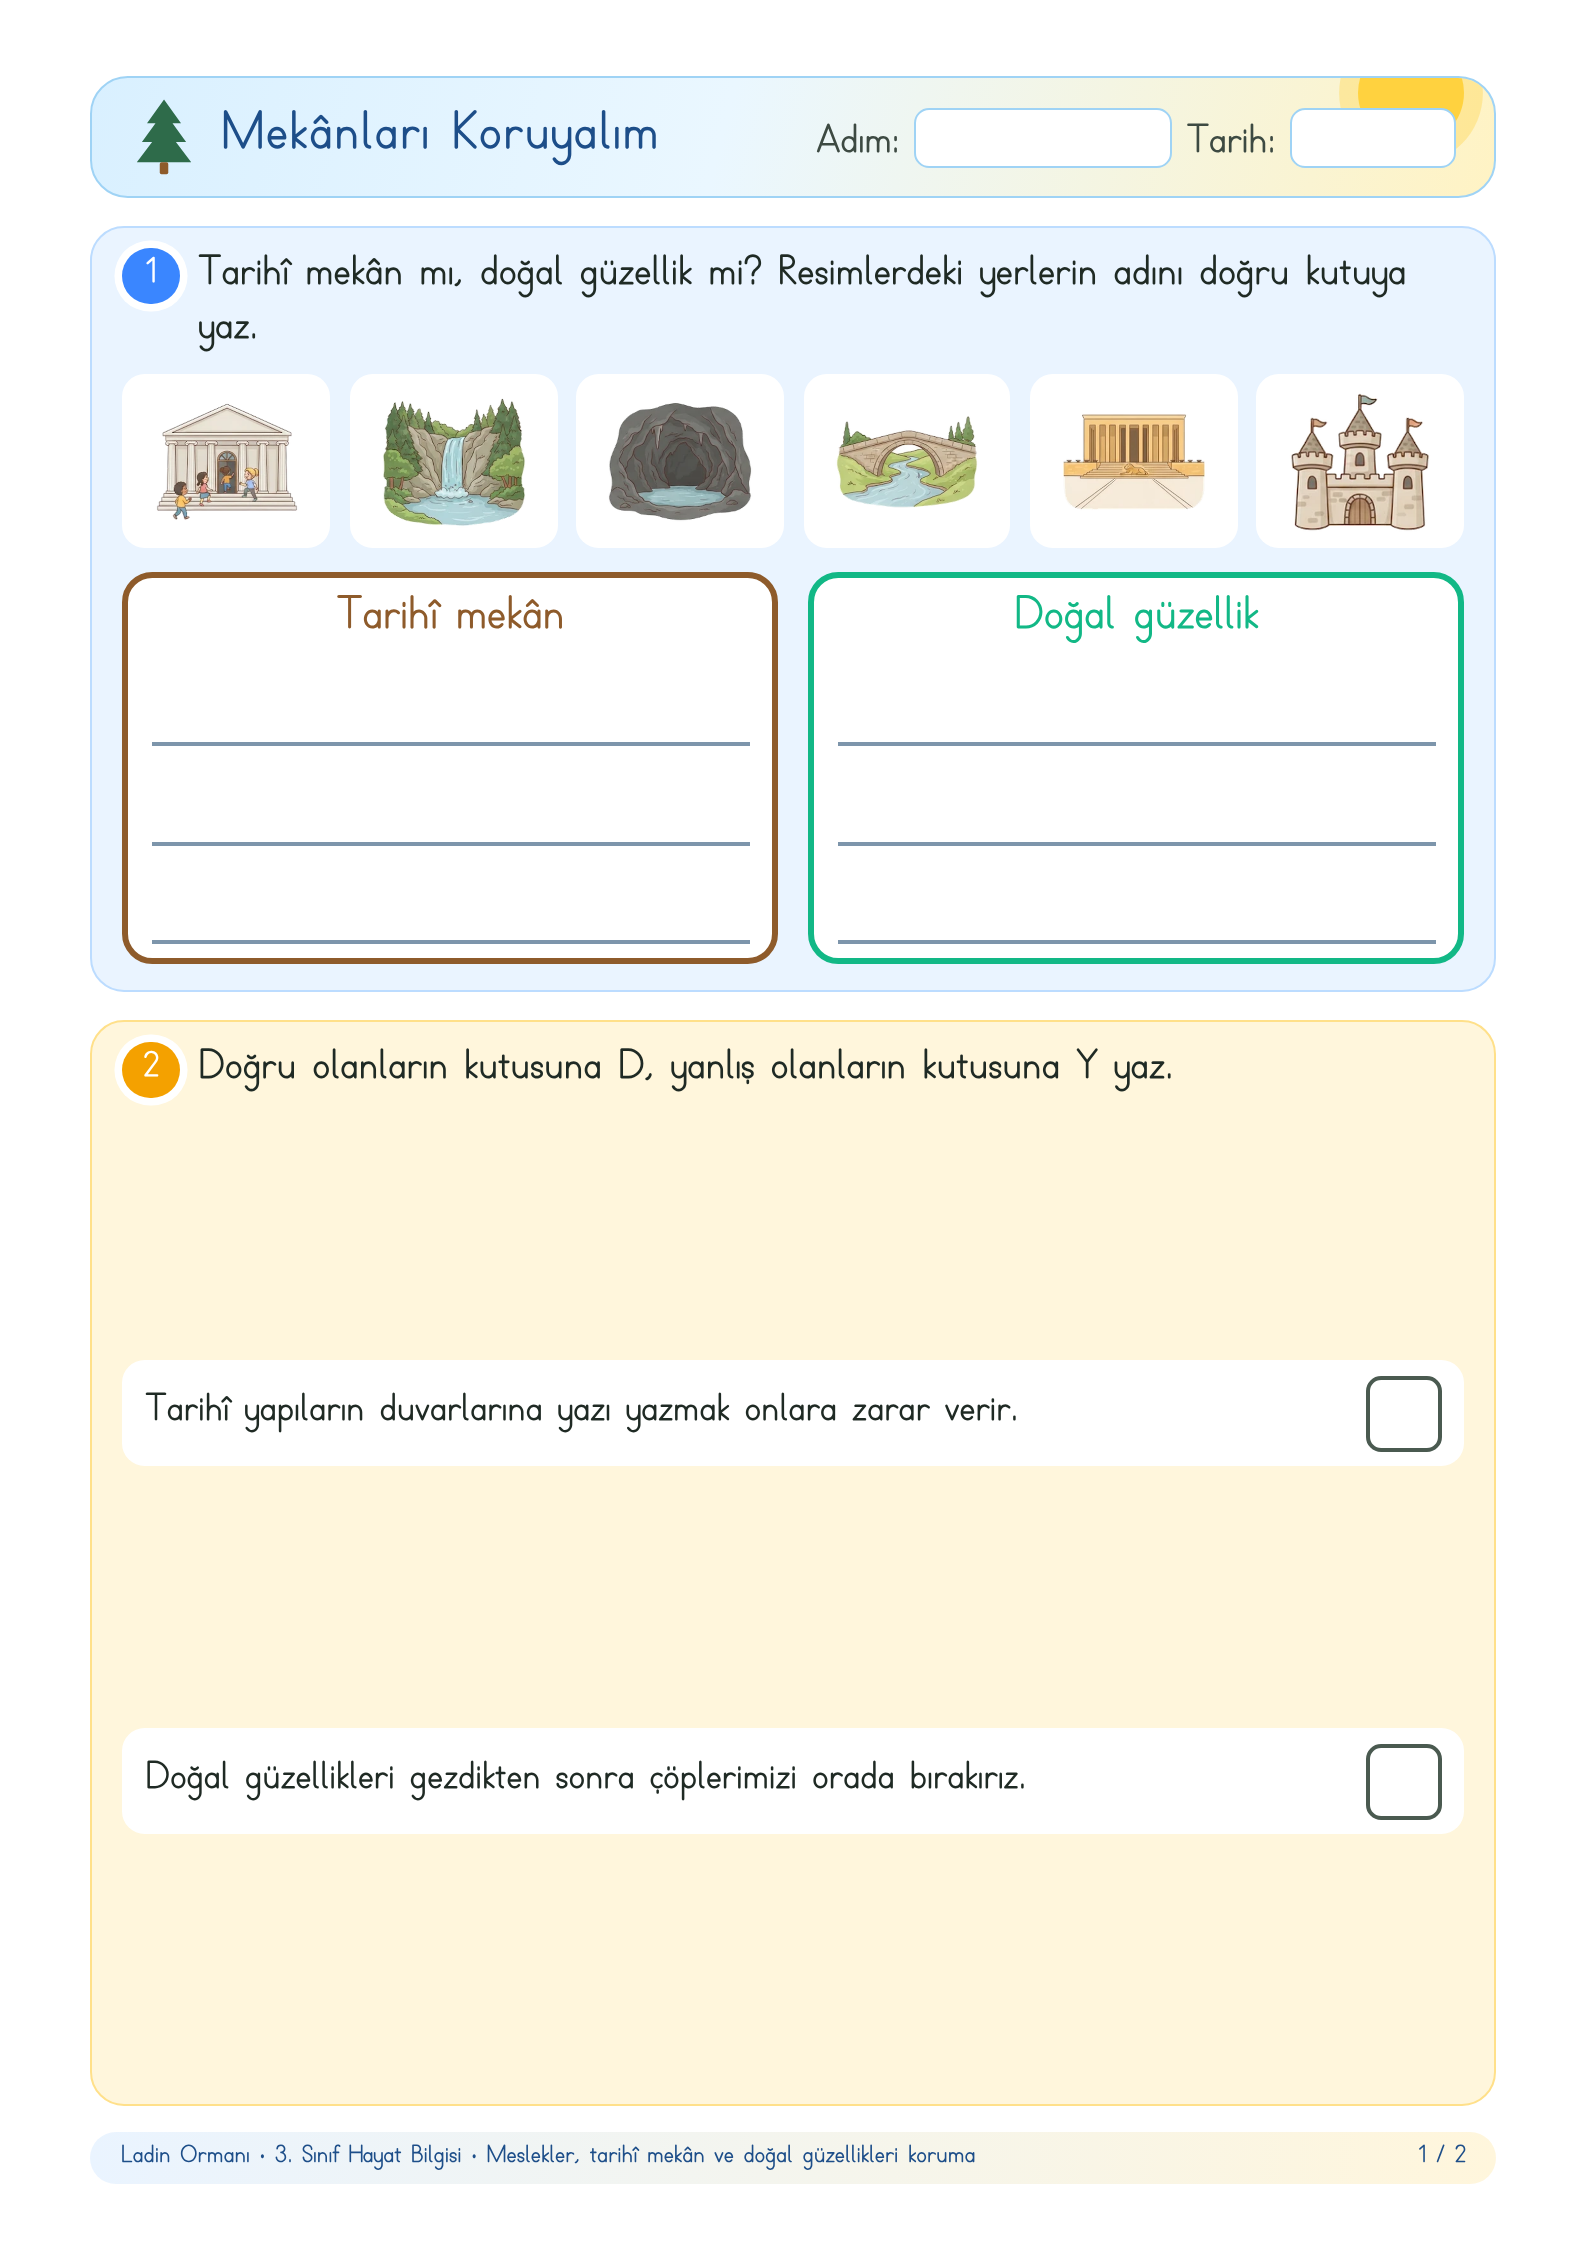 Mekânları Koruyalım
Adım:
Tarih:
1
Tarihî mekân mı, doğal güzellik mi? Resimlerdeki yerlerin adını doğru kutuya
yaz.
Tarihî mekân
Doğal güzellik
2
Doğru olanların kutusuna D, yanlış olanların kutusuna Y yaz.
Tarihî yapıların duvarlarına yazı yazmak onlara zarar verir.
Doğal güzellikleri gezdikten sonra çöplerimizi orada bırakırız.
Ladin Ormanı • 3. Sınıf Hayat Bilgisi • Meslekler, tarihî mekân ve doğal güzellikleri koruma
1 / 2